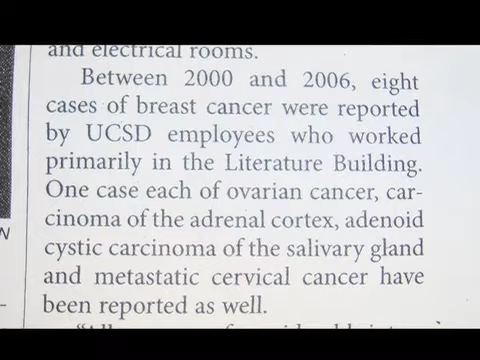 and electrical rooms.
Between 2000 and 2006, eight
cases of breast cancer were reported
by UCSD employees who worked
primarily in the Literature Building.
One case each of ovarian cancer, car-
cinoma of the adrenal cortex, adenoid
cystic carcinoma of the salivary gland
and metastatic cervical cancer have
been reported as well.